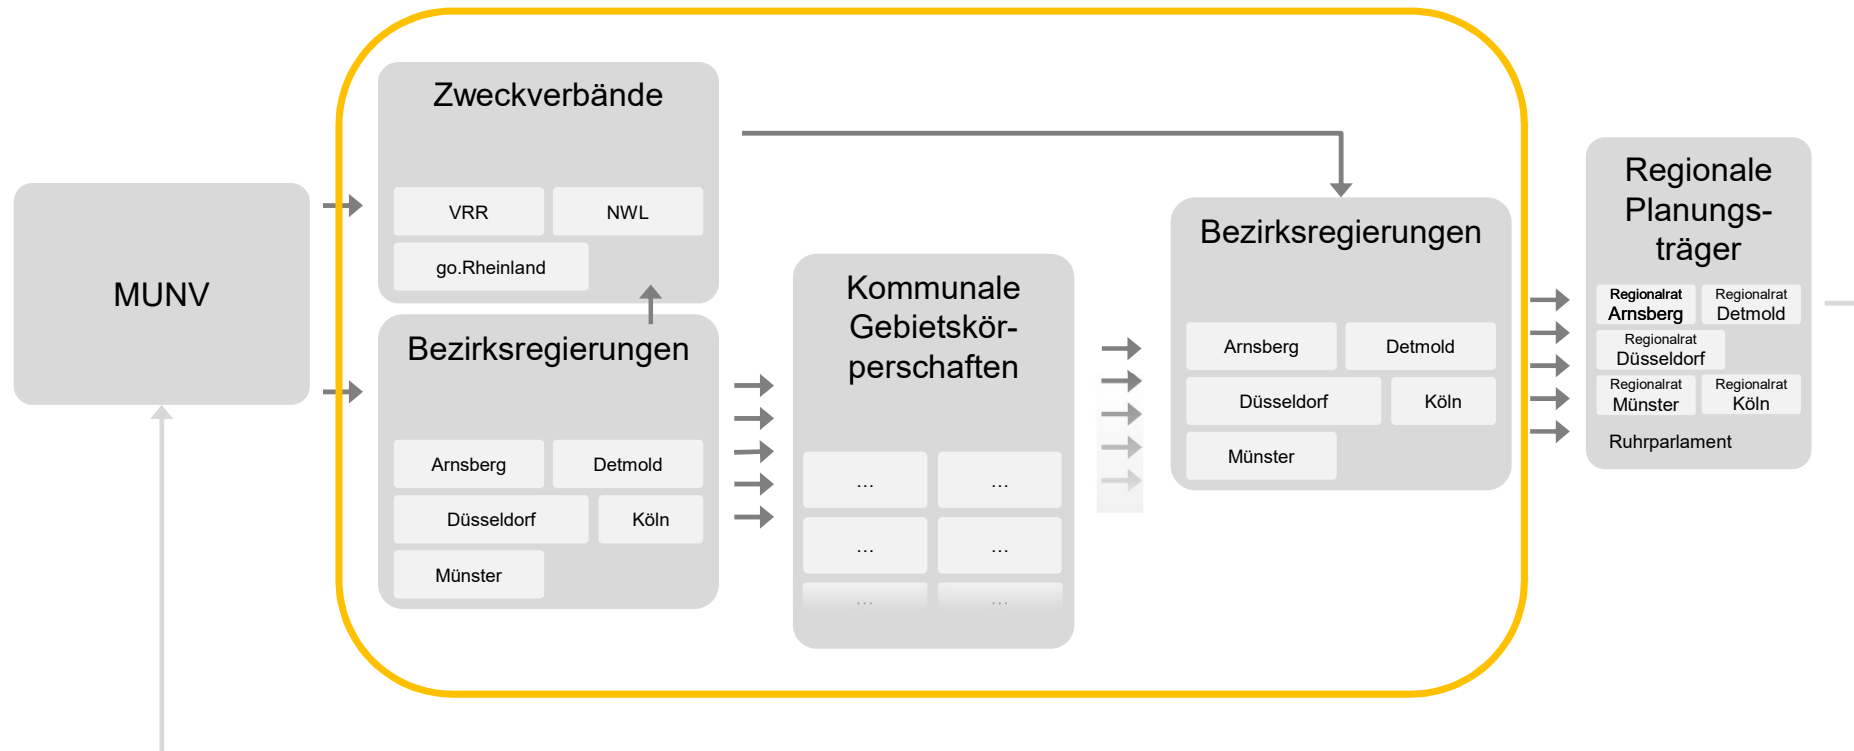 MUNV
Zweckverbände
VRR
NWL
go.Rheinland
Bezirksregierungen
Arnsberg
Detmold
Düsseldorf
Köln
Münster
Kommunale
Gebietskör-
perschaften
...
...
...
...
...
...
Bezirksregierungen
Arnsberg
Detmold
Düsseldorf
Köln
Münster
Regionale
Planungs-
träger
Regionalrat
Arnsberg
Regionalrat
Detmold
Regionalrat
Düsseldorf
Regionalrat
Münster
Regionalrat
Köln
Ruhrparlament